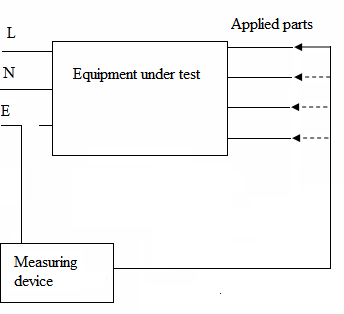 Applied parts
L
N
Equipment under test
E
Measuring
device